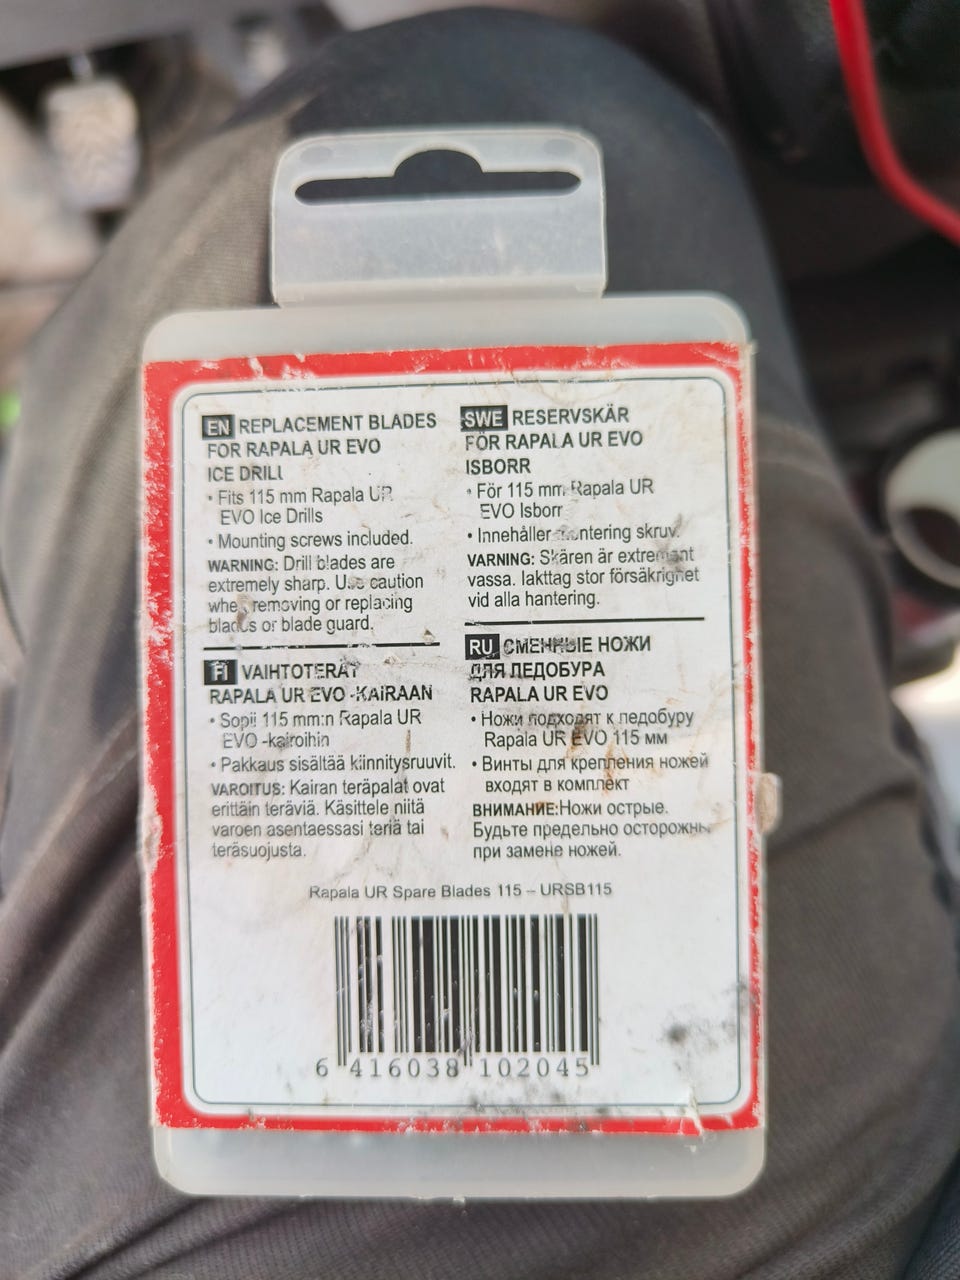 EN REPLACEMENT BLADES
FOR RAPALA UR EVO
ICE DRILL
• Fits 115 mm Rapala UR
EVO Ice Drills
• Mounting screws included.
WARNING: Drill blades are
extremely sharp. Use caution
when removing or replacing
blades or blade guard.
SWE RESERVSKÄR
FÖR RAPALA UR EVO
ISBORR
• För 115 mm Rapala UR
EVO Isborr
• Innehåller montering skruv.
WARNING: Skären är extremant
vassa. Iakttag stor försäkrighet
vid alla hantering.
FI VAIHTOTERÄT
RAPALA UR EVO -KAIRAAN
• Sopii 115 mm:n Rapala UR
EVO -kairoihin
• Pakkaus sisältää kiinnitysruuvit.
VAROITUS: Kairan teräpalat ovat
erittäin teräviä. Käsittele niitä
varoen asentaessasi teriä tai
teräsuojusta.
RU СМЕННЫЕ НОЖИ
ДЛЯ ЛЕДОБУРА
RAPALA UR EVO
• Ножи подходят к ледобуру
Rapala UR EVO 115 мм
• Винты для крепления ножей
входят в комплект
ВНИМАНИЕ:Ножи острые.
Будьте предельно осторожны
при замене ножей.
Rapala UR Spare Blades 115 – URSB115
6 416038 102045